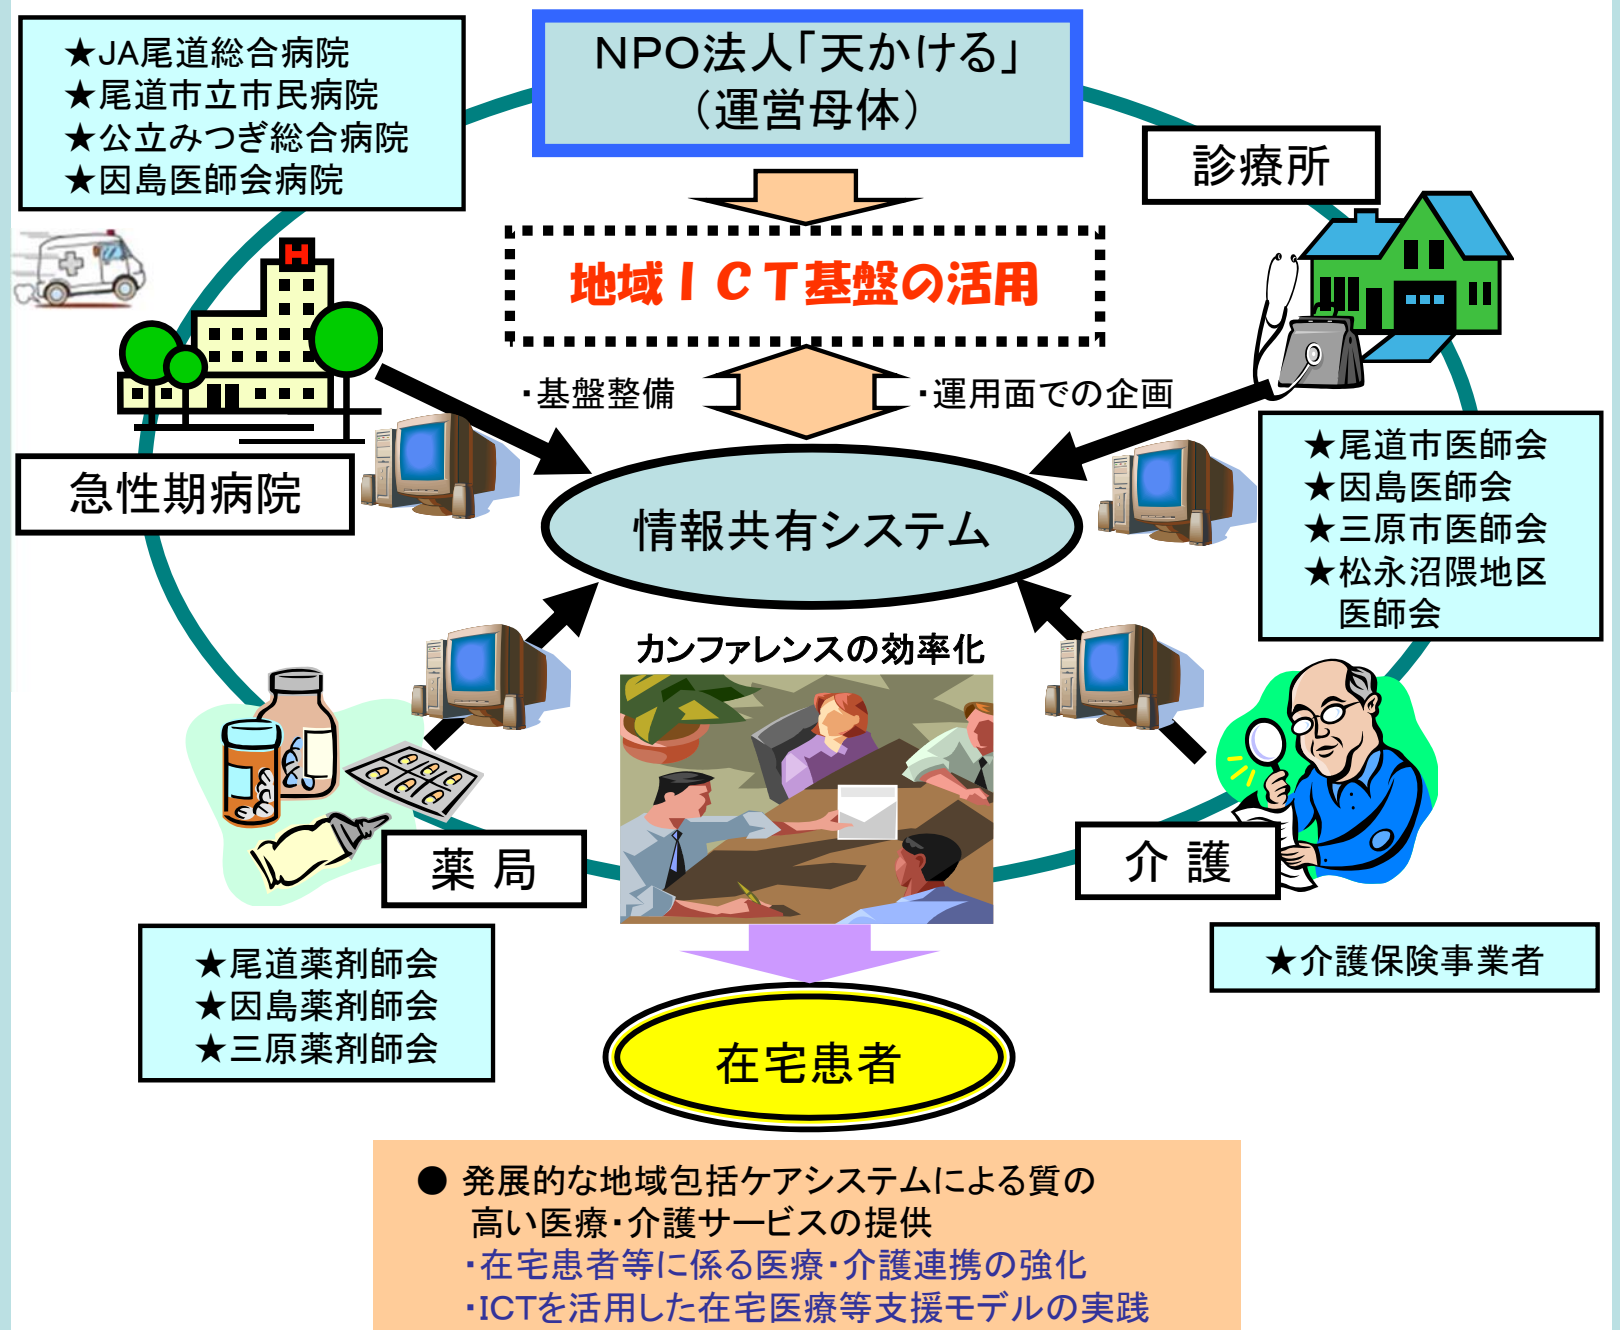 ★JA尾道総合病院
★尾道市立市民病院
★公立みつぎ総合病院
★因島医師会病院
NPO法人「天かける」
（運営母体）
診療所
H
地域ＩＣＴ基盤の活用
・基盤整備
・運用面での企画
急性期病院
情報共有システム
★尾道市医師会
★因島医師会
★三原市医師会
★松永沼隈地区
医師会
カンファレンスの効率化
薬 局
介 護
★尾道薬剤師会
★因島薬剤師会
★三原薬剤師会
★介護保険事業者
在宅患者
● 発展的な地域包括ケアシステムによる質の
高い医療・介護サービスの提供
・在宅患者等に係る医療・介護連携の強化
・ICTを活用した在宅医療等支援モデルの実践